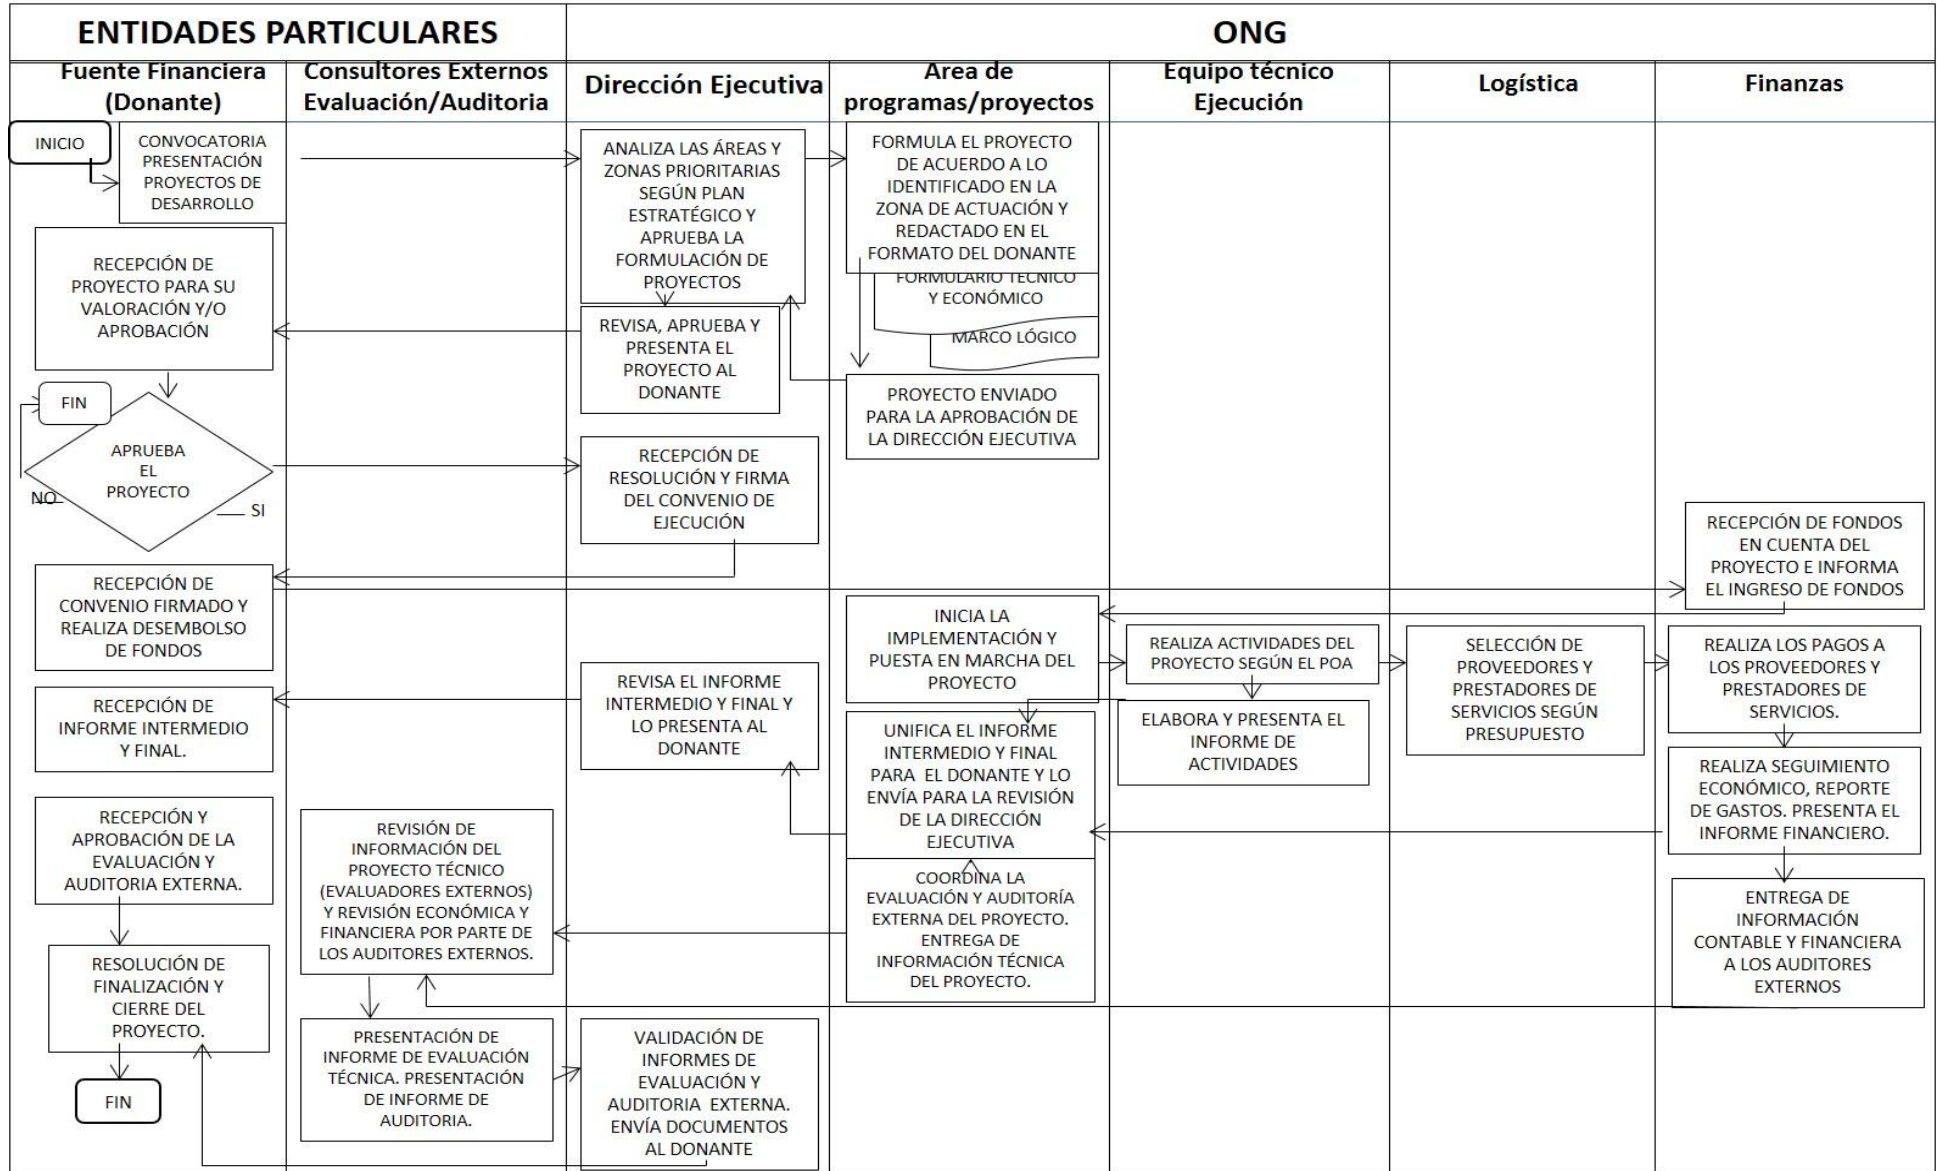 ENTIDADES PARTICULARES
ONG
Fuente Financiera
(Donante)
Consultores Externos
Evaluación/Auditoria
Dirección Ejecutiva
Area de
programas/proyectos
Equipo técnico
Ejecución
Logística
Finanzas
INICIO
CONVOCATORIA
PRESENTACIÓN
PROYECTOS DE
DESARROLLO
ANALIZA LAS ÁREAS Y
ZONAS PRIORITARIAS
SEGÚN PLAN
ESTRATÉGICO Y
APRUEBA LA
FORMULACIÓN DE
PROYECTOS
FORMULA EL PROYECTO
DE ACUERDO A LO
IDENTIFICADO EN LA
ZONA DE ACTUACIÓN Y
REDACTADO EN EL
FORMATO DEL DONANTE
FORMULARIO TÉCNICO
Y ECONÓMICO
MARCO LÓGICO
RECEPCIÓN DE
PROYECTO PARA SU
VALORACIÓN Y/O
APROBACIÓN
REVISA, APRUEBA Y
PRESENTA EL
PROYECTO AL
DONANTE
PROYECTO ENVIADO
PARA LA APROBACIÓN DE
LA DIRECCIÓN EJECUTIVA
FIN
APRUEBA
EL
PROYECTO
NO
SI
RECEPCIÓN DE
RESOLUCIÓN Y FIRMA
DEL CONVENIO DE
EJECUCIÓN
RECEPCIÓN DE FONDOS
EN CUENTA DEL
PROYECTO E INFORMA
EL INGRESO DE FONDOS
RECEPCIÓN DE
CONVENIO FIRMADO Y
REALIZA DESEMBOLSO
DE FONDOS
INICIA LA
IMPLEMENTACIÓN Y
PUESTA EN MARCHA DEL
PROYECTO
REALIZA ACTIVIDADES DEL
PROYECTO SEGÚN EL POA
SELECCIÓN DE
PROVEEDORES Y
PRESTADORES DE
SERVICIOS SEGÚN
PRESUPUESTO
REALIZA LOS PAGOS A
LOS PROVEEDORES Y
PRESTADORES DE
SERVICIOS.
RECEPCIÓN DE
INFORME INTERMEDIO
Y FINAL.
REVISA EL INFORME
INTERMEDIO Y FINAL Y
LO PRESENTA AL
DONANTE
UNIFICA EL INFORME
INTERMEDIO Y FINAL
PARA EL DONANTE Y LO
ENVÍA PARA LA REVISIÓN
DE LA DIRECCIÓN
EJECUTIVA
ELABORA Y PRESENTA EL
INFORME DE
ACTIVIDADES
REALIZA SEGUIMIENTO
ECONÓMICO, REPORTE
DE GASTOS. PRESENTA EL
INFORME FINANCIERO.
RECEPCIÓN Y
APROBACIÓN DE LA
EVALUACIÓN Y
AUDITORIA EXTERNA.
REVISIÓN DE
INFORMACIÓN DEL
PROYECTO TÉCNICO
(EVALUADORES EXTERNOS)
Y REVISIÓN ECONÓMICA Y
FINANCIERA POR PARTE DE
LOS AUDITORES EXTERNOS.
COORDINA LA
EVALUACIÓN Y AUDITORÍA
EXTERNA DEL PROYECTO.
ENTREGA DE
INFORMACIÓN TÉCNICA
DEL PROYECTO.
ENTREGA DE
INFORMACIÓN
CONTABLE Y FINANCIERA
A LOS AUDITORES
EXTERNOS
RESOLUCIÓN DE
FINALIZACIÓN Y
CIERRE DEL
PROYECTO.
PRESENTACIÓN DE
INFORME DE EVALUACIÓN
TÉCNICA. PRESENTACIÓN
DE INFORME DE
AUDITORIA.
VALIDACIÓN DE
INFORMES DE
EVALUACIÓN Y
AUDITORIA EXTERNA.
ENVÍA DOCUMENTOS
AL DONANTE
FIN